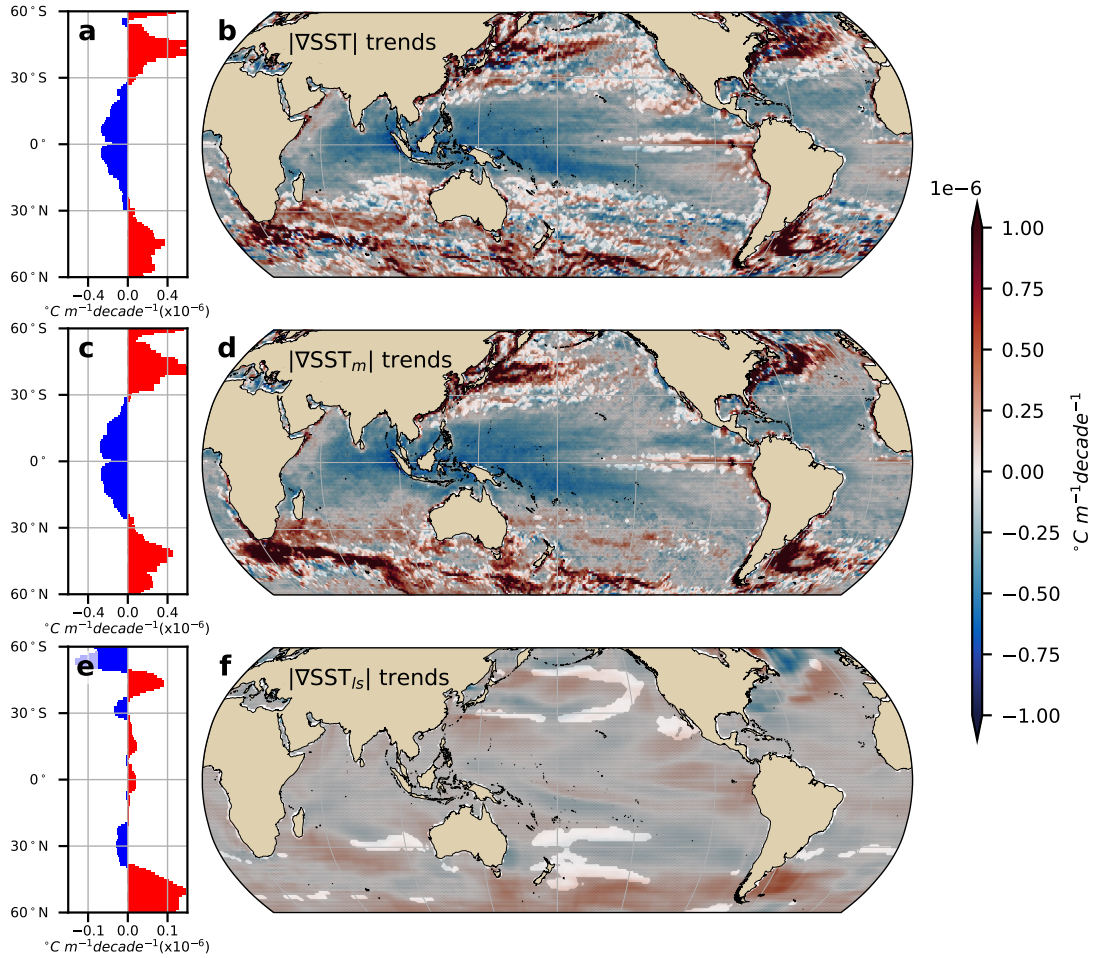 60°S
a
b
|∇SST| trends
30°S
0°
30°N
60°N
−0.4 0.0 0.4
°C m⁻¹decade⁻¹(x10⁻⁶)
60°S
c
d
|∇SSTₘ| trends
30°S
0°
30°N
60°N
−0.4 0.0 0.4
°C m⁻¹decade⁻¹(x10⁻⁶)
60°S
e
f
|∇SST_ls| trends
30°S
0°
30°N
60°N
−0.1 0.0 0.1
°C m⁻¹decade⁻¹(x10⁻⁶)
1e−6
1.00
0.75
0.50
0.25
0.00
−0.25
−0.50
−0.75
−1.00
°C m⁻¹decade⁻¹